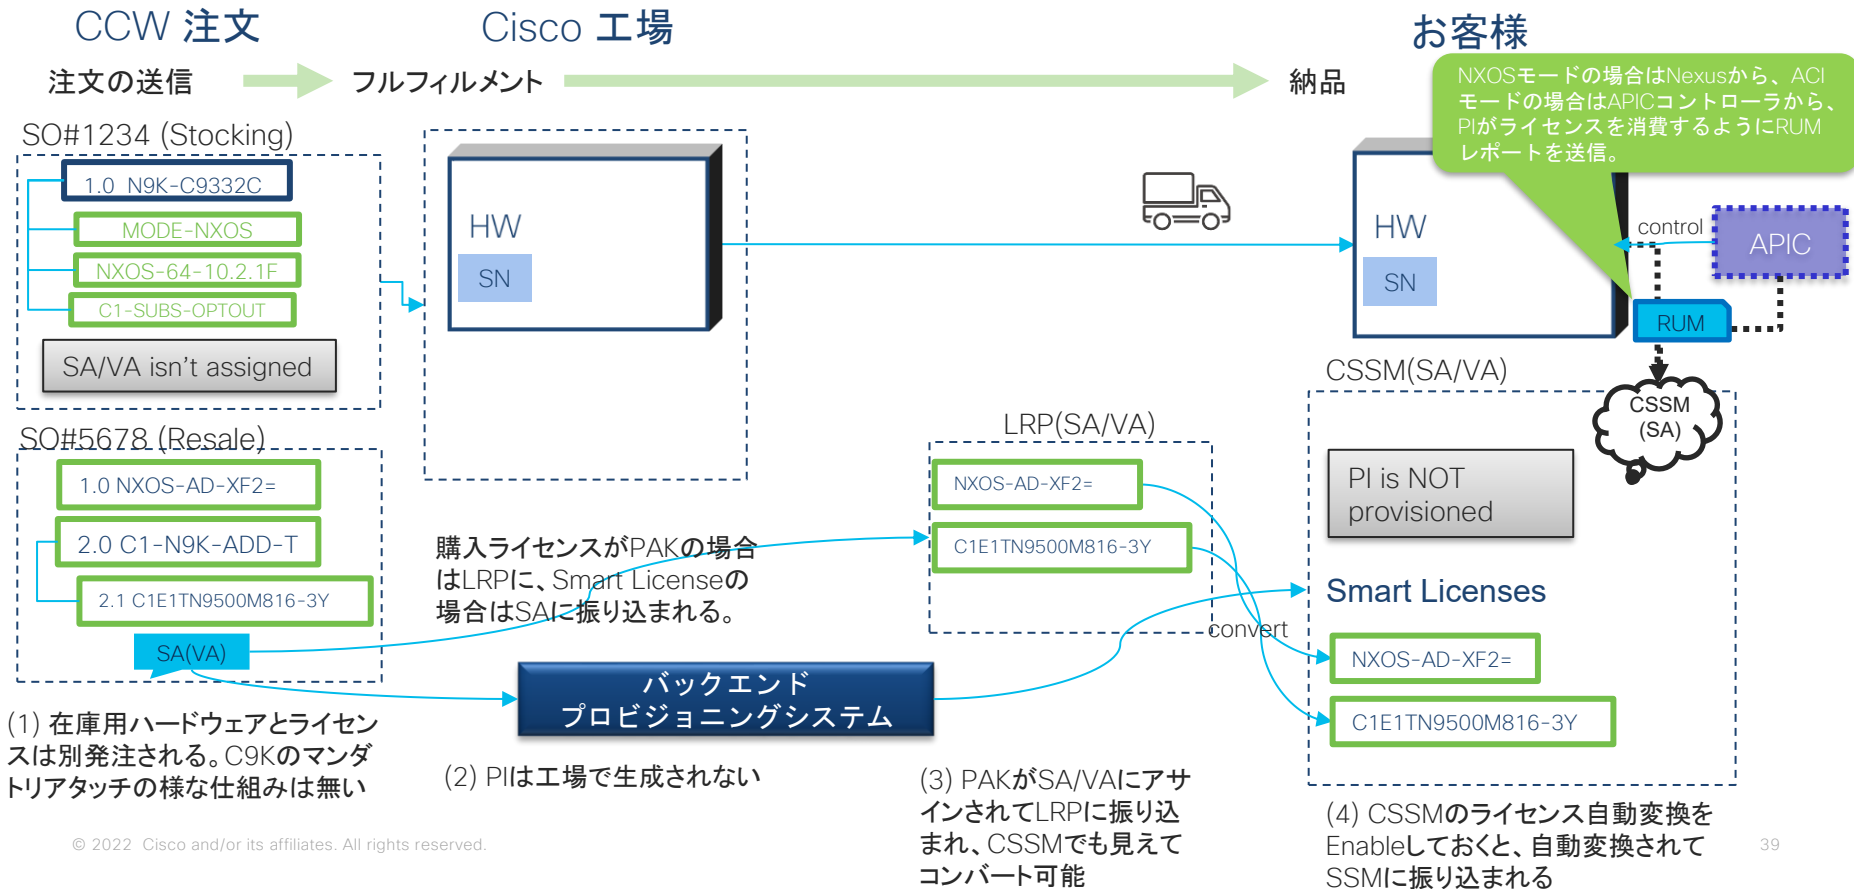 CCW 注文
Cisco 工場
お客様
注文の送信
フルフィルメント
納品
NXOSモードの場合はNexusから、ACI
モードの場合はAPICコントローラから、
PIがライセンスを消費するようにRUM
レポートを送信。
SO#1234 (Stocking)
1.0 N9K-C9332C
MODE-NXOS
NXOS-64-10.2.1F
C1-SUBS-OPTOUT
SA/VA isn't assigned
HW
SN
HW
SN
control
APIC
RUM
CSSM
(SA)
SO#5678 (Resale)
1.0 NXOS-AD-XF2=
2.0 C1-N9K-ADD-T
2.1 C1E1TN9500M816-3Y
SA(VA)
購入ライセンスがPAKの場合
はLRPに、Smart Licenseの
場合はSAに振り込まれる。
バックエンド
プロビジョニングシステム
LRP(SA/VA)
NXOS-AD-XF2=
C1E1TN9500M816-3Y
convert
CSSM(SA/VA)
PI is NOT
provisioned
Smart Licenses
NXOS-AD-XF2=
C1E1TN9500M816-3Y
(1) 在庫用ハードウェアとライセン
スは別発注される。C9Kのマンダ
トリアタッチの様な仕組みは無い
(2) PIは工場で生成されない
(3) PAKがSA/VAにアサ
インされてLRPに振り込
まれ、CSSMでも見えて
コンバート可能
(4) CSSMのライセンス自動変換を
Enableしておくと、自動変換されて
SSMに振り込まれる
© 2022 Cisco and/or its affiliates. All rights reserved.
39